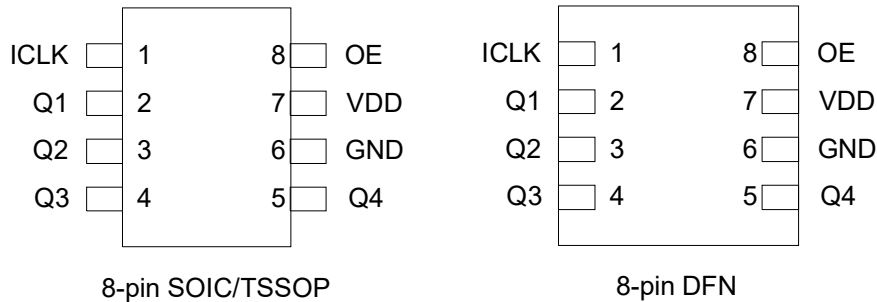 ICLK 1 8 OE
Q1 2 7 VDD
Q2 3 6 GND
Q3 4 5 Q4
8-pin SOIC/TSSOP
ICLK 1 8 OE
Q1 2 7 VDD
Q2 3 6 GND
Q3 4 5 Q4
8-pin DFN